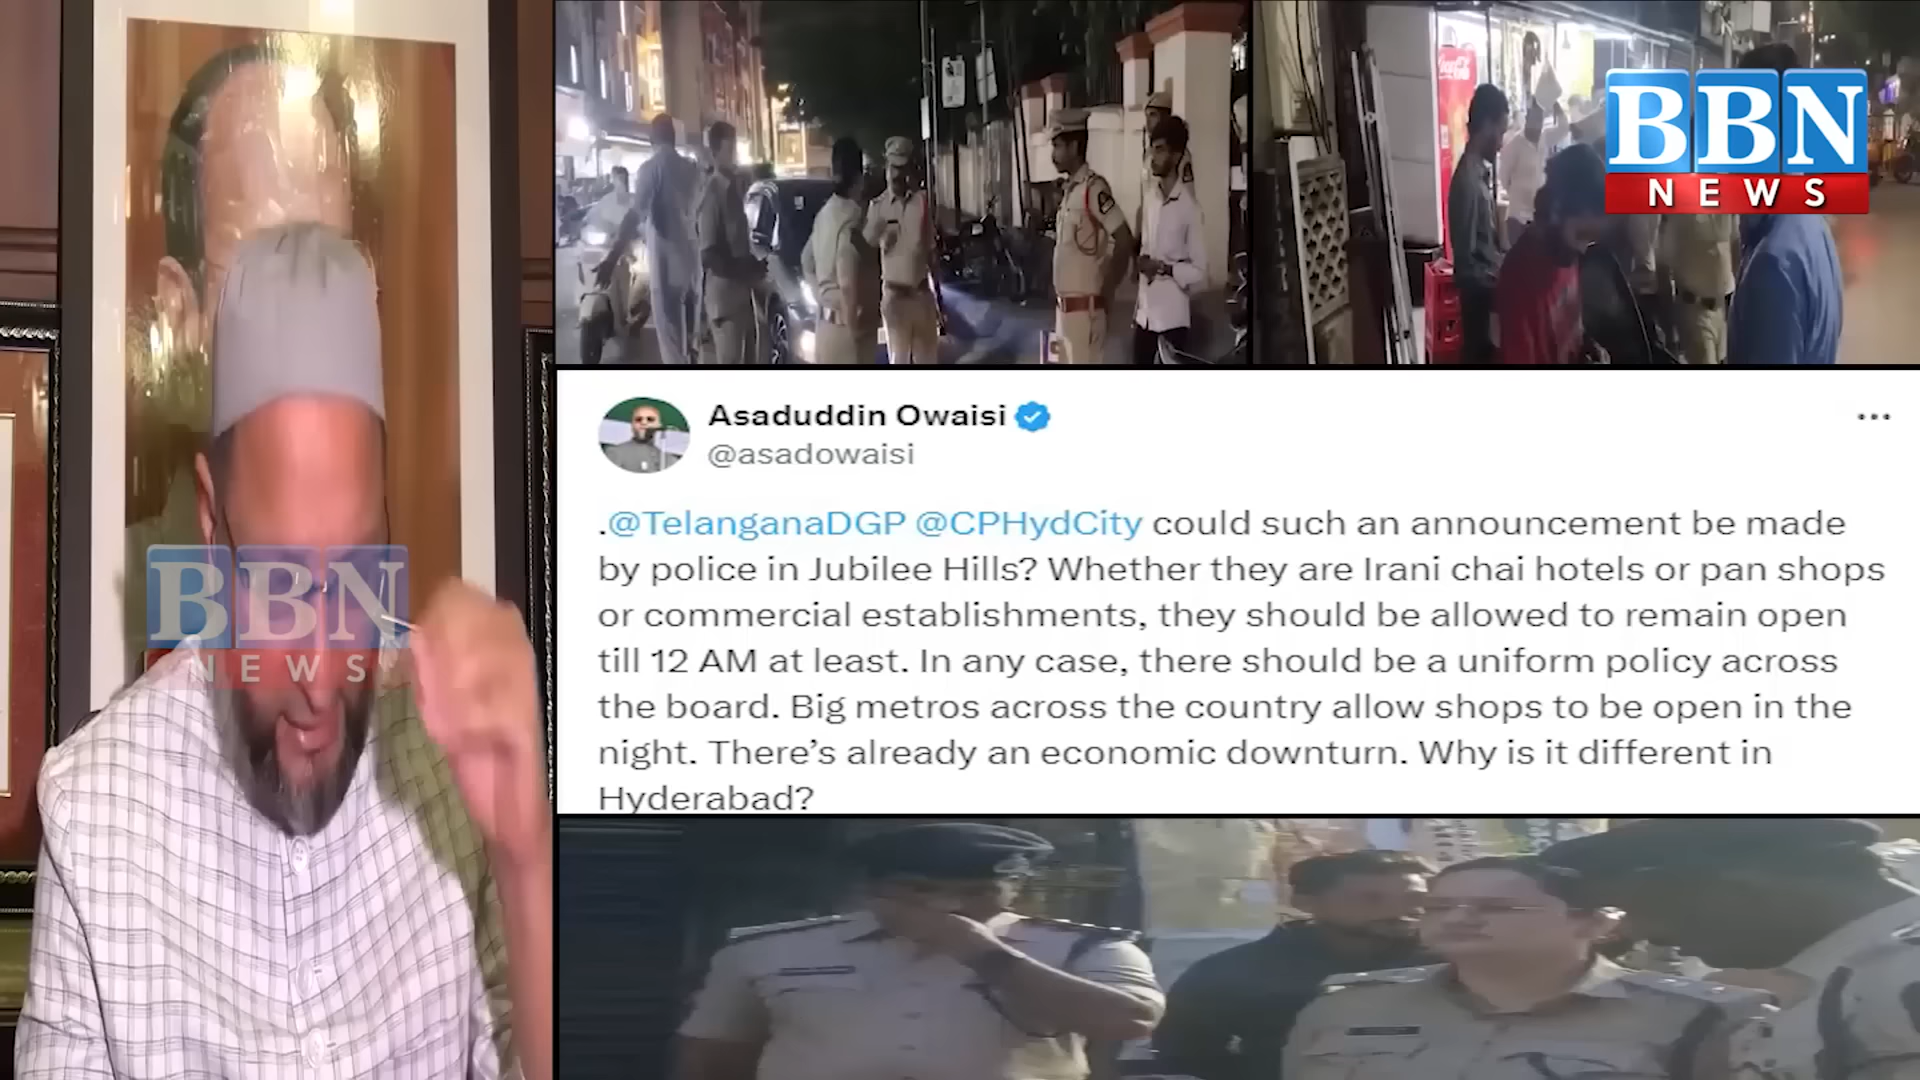 BBN
NEWS
Asaduddin Owaisi
@asadowaisi
.@TelanganaDGP @CPHydCity could such an announcement be made
by police in Jubilee Hills? Whether they are Irani chai hotels or pan shops
or commercial establishments, they should be allowed to remain open
till 12 AM at least. In any case, there should be a uniform policy across
the board. Big metros across the country allow shops to be open in the
night. There’s already an economic downturn. Why is it different in
Hyderabad?
BBN
NEWS